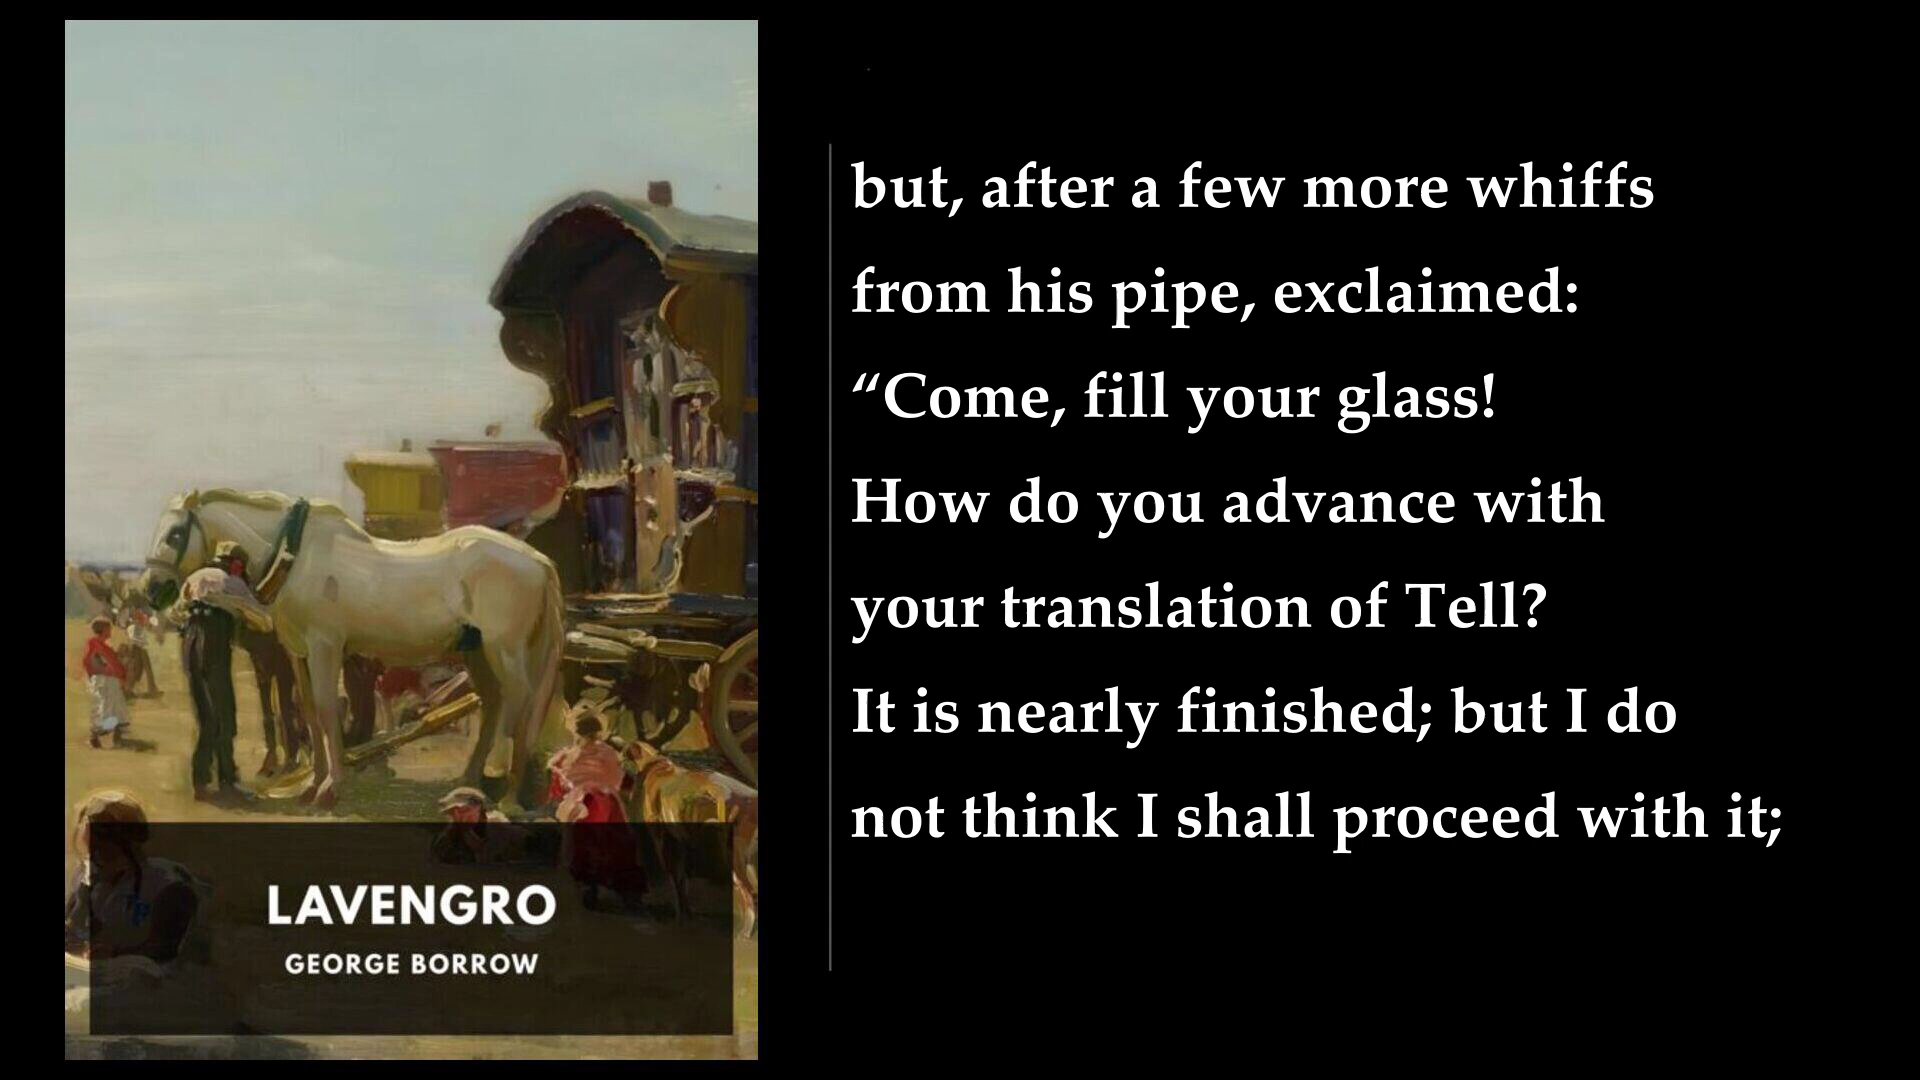 but, after a few more whiffs
from his pipe, exclaimed:
“Come, fill your glass!
How do you advance with
your translation of Tell?
It is nearly finished; but I do
not think I shall proceed with it;
LAVENGRO
GEORGE BORROW